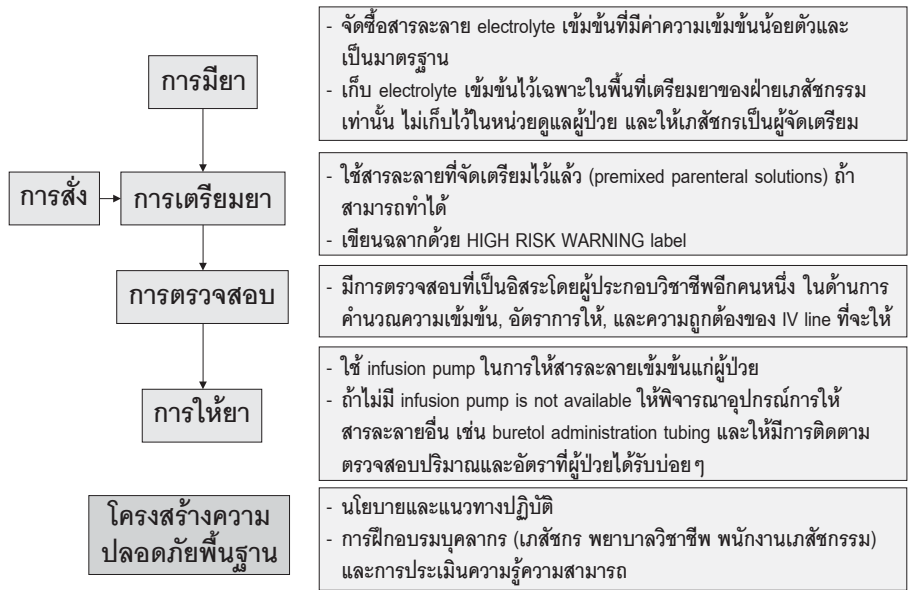 การมียา
- จัดซื้อสารละลาย electrolyte เข้มข้นที่มีค่าความเข้มข้นน้อยตัวและ
เป็นมาตรฐาน
- เก็บ electrolyte เข้มข้นไว้เฉพาะในพื้นที่เตรียมยาของฝ่ายเภสัชกรรม
เท่านั้น ไม่เก็บไว้ในหน่วยดูแลผู้ป่วย และให้เภสัชกรเป็นผู้จัดเตรียม
การสั่ง
การเตรียมยา
- ใช้สารละลายที่จัดเตรียมไว้แล้ว (premixed parenteral solutions) ถ้า
สามารถทำได้
- เขียนฉลากด้วย HIGH RISK WARNING label
การตรวจสอบ
- มีการตรวจสอบที่เป็นอิสระโดยผู้ประกอบวิชาชีพอีกคนหนึ่ง ในด้านการ
คำนวณความเข้มข้น, อัตราการให้, และความถูกต้องของ IV line ที่จะให้
การให้ยา
- ใช้ infusion pump ในการให้สารละลายเข้มข้นแก่ผู้ป่วย
- ถ้าไม่มี infusion pump is not available ให้พิจารณาอุปกรณ์การให้
สารละลายอื่น เช่น buretol administration tubing และให้มีการติดตาม
ตรวจสอบปริมาณและอัตราที่ผู้ป่วยได้รับบ่อยๆ
โครงสร้างความ
ปลอดภัยพื้นฐาน
- นโยบายและแนวทางปฏิบัติ
- การฝึกอบรมบุคลากร (เภสัชกร พยาบาลวิชาชีพ พนักงานเภสัชกรรม)
และการประเมินความรู้ความสามารถ